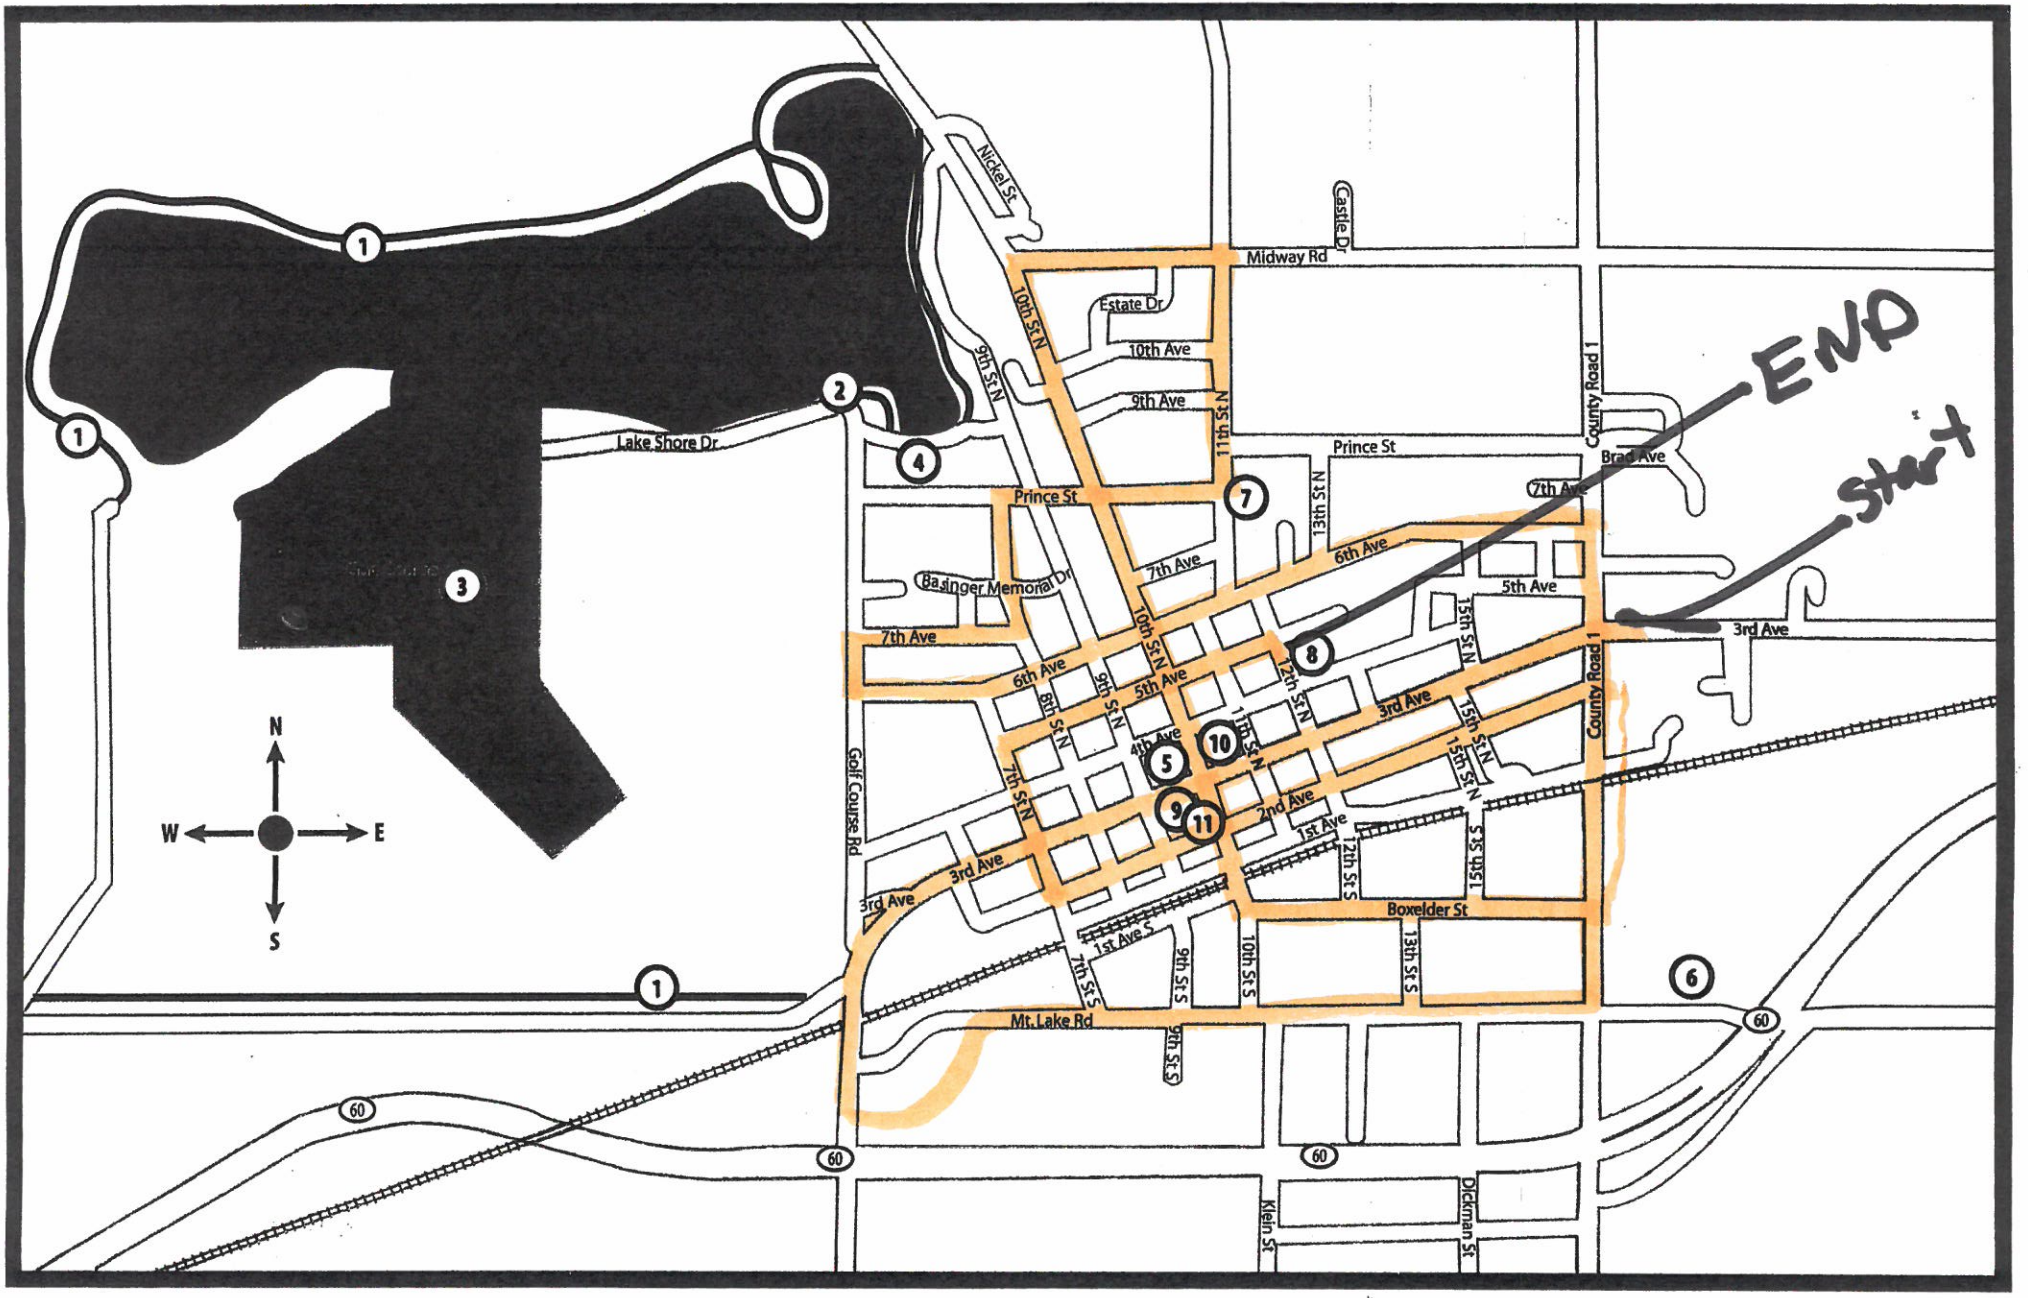 Nickel St
Castle Dr
Midway Rd
1
Estate Dr
10th St N
END
10th Ave
9th St N
County Road 1
2
9th Ave
11th St N
Start
1
Lake Shore Dr
4
Prince St
Brad Ave
Prince St
7
13th St N
7th Ave
6th Ave
7th Ave
3
Basinger Memorial Dr
5th Ave
10th St N
15th St N
7th Ave
3rd Ave
8
6th Ave
5th Ave
12th St N
County Road 1
9th St N
8th St N
3rd Ave
N
4th Ave
11th St N
15th St N
10
5
15th St N
7th St N
Golf Course Rd
W
E
9
11
2nd Ave
1st Ave
3rd Ave
12th St S
15th St S
3rd Ave
Boxelder St
S
1st Ave S
9th St S
10th St S
13th St S
7th St S
6
1
Mt. Lake Rd
60
9th St S
60
60
60
Klein St
Dickman St